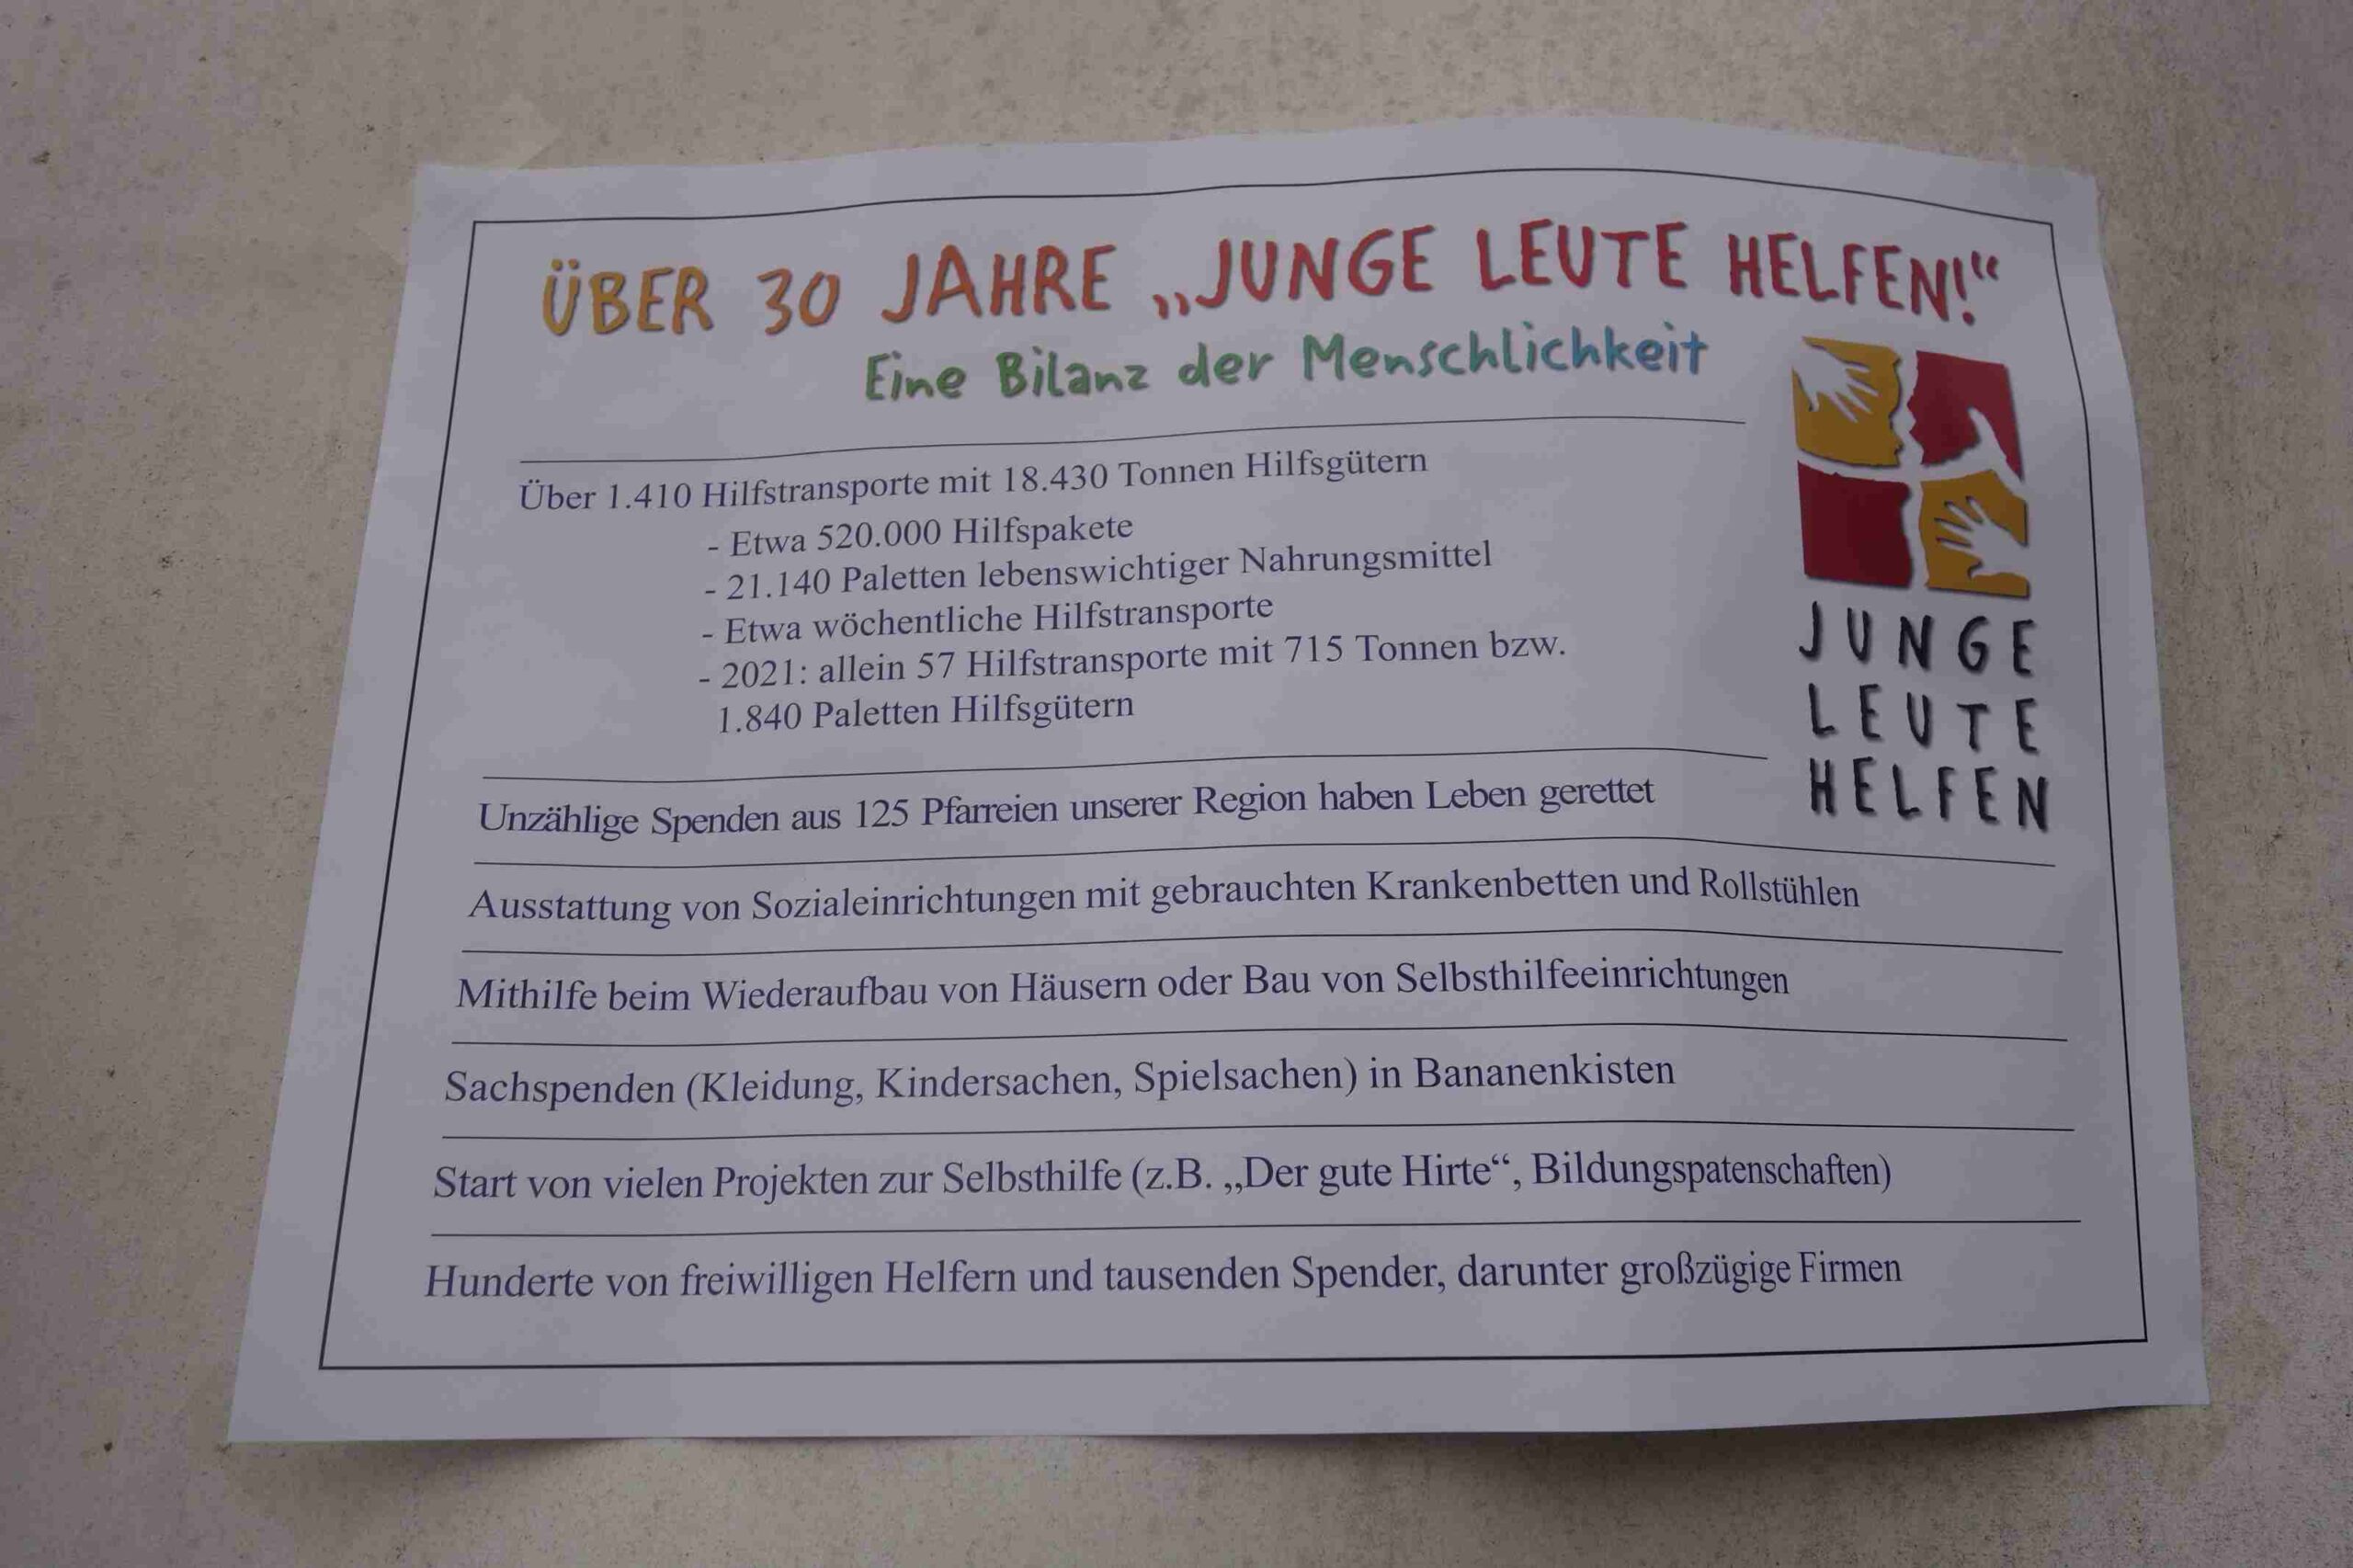 ÜBER 30 JAHRE „JUNGE LEUTE HELFEN!“
Eine Bilanz der Menschlichkeit
Über 1.410 Hilfstransporte mit 18.430 Tonnen Hilfsgütern
- Etwa 520.000 Hilfspakete
- 21.140 Paletten lebenswichtiger Nahrungsmittel
- Etwa wöchentliche Hilfstransporte
- 2021: allein 57 Hilfstransporte mit 715 Tonnen bzw.
1.840 Paletten Hilfsgütern
JUNGE
LEUTE
HELFEN
Unzählige Spenden aus 125 Pfarreien unserer Region haben Leben gerettet
Ausstattung von Sozialeinrichtungen mit gebrauchten Krankenbetten und Rollstühlen
Mithilfe beim Wiederaufbau von Häusern oder Bau von Selbsthilfeeinrichtungen
Sachspenden (Kleidung, Kindersachen, Spielsachen) in Bananenkisten
Start von vielen Projekten zur Selbsthilfe (z.B. „Der gute Hirte“, Bildungspatenschaften)
Hunderte von freiwilligen Helfern und tausenden Spender, darunter großzügige Firmen